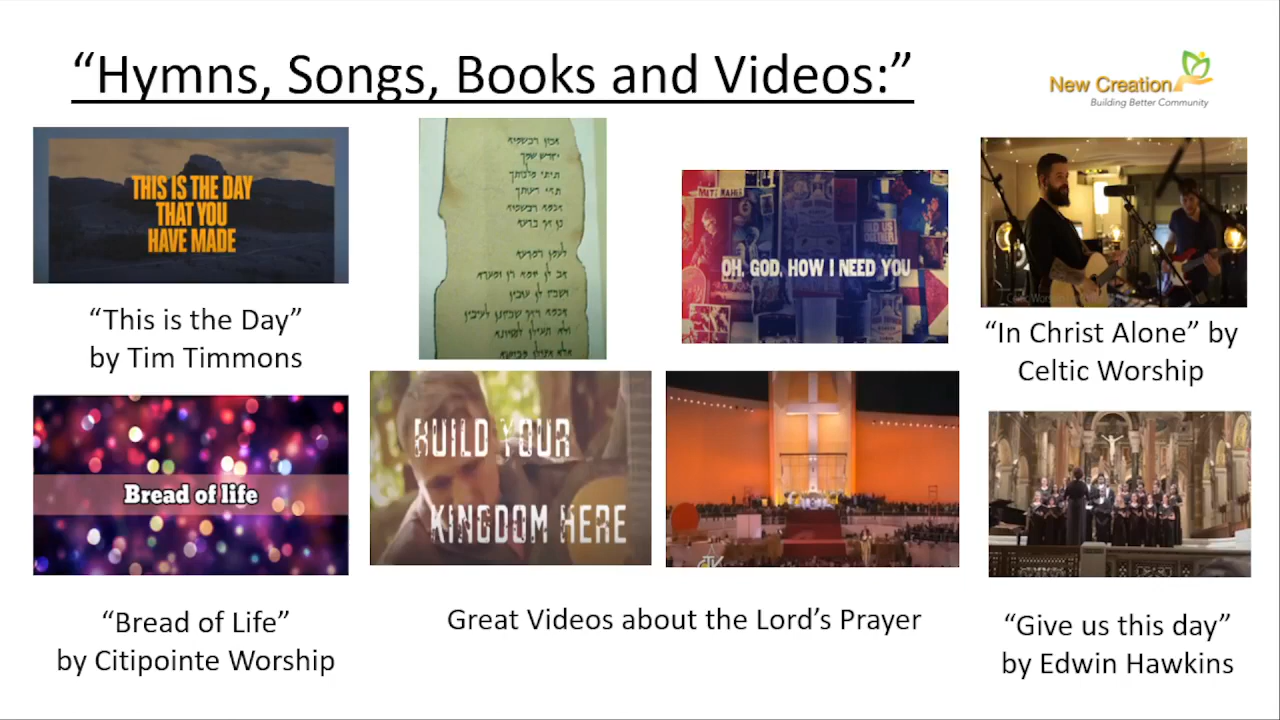 “Hymns, Songs, Books and Videos:”
New Creation
Building Better Community
THIS IS THE DAY
THAT YOU
HAVE MADE
“This is the Day”
by Tim Timmons
MATT MAHER
OH, GOD, HOW I NEED YOU
“In Christ Alone” by
Celtic Worship
Bread of life
BUILD YOUR
KINGDOM HERE
“Bread of Life”
by Citipointe Worship
Great Videos about the Lord’s Prayer
“Give us this day”
by Edwin Hawkins